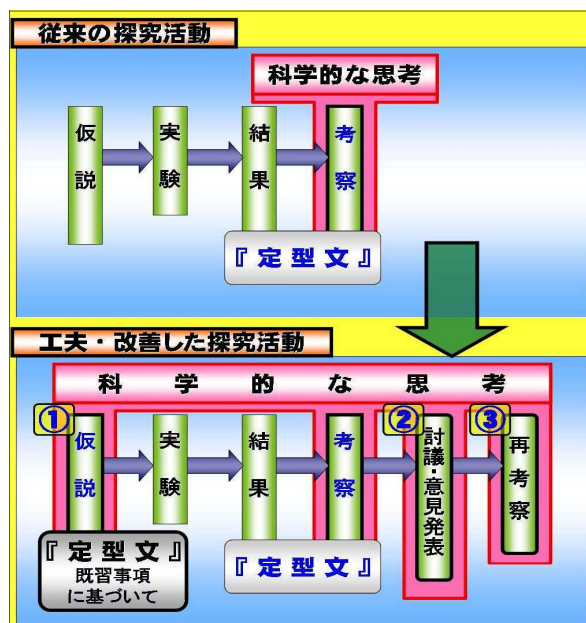 従来の探究活動
科学的な思考
仮説
実験
結果
考察
『定型文』
工夫・改善した探究活動
科学的な思考
①
仮説
実験
結果
考察
②
討議・意見発表
③
再考察
『定型文』
既習事項
に基づいて
『定型文』